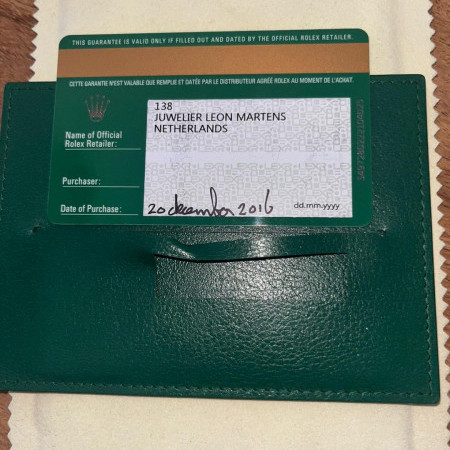 THIS GUARANTEE IS VALID ONLY IF FILLED OUT AND DATED BY THE OFFICIAL ROLEX RETAILER.
CETTE GARANTIE N'EST VALABLE QUE REMPLIE ET DATÉE PAR LE DISTRIBUTEUR AGRÉÉ ROLEX AU MOMENT DE L'ACHAT.
138
JUWELIER LEON MARTENS
NETHERLANDS
Name of Official
Rolex Retailer:
Purchaser:
Date of Purchase:
20 december 2016
dd.mm.yyyy